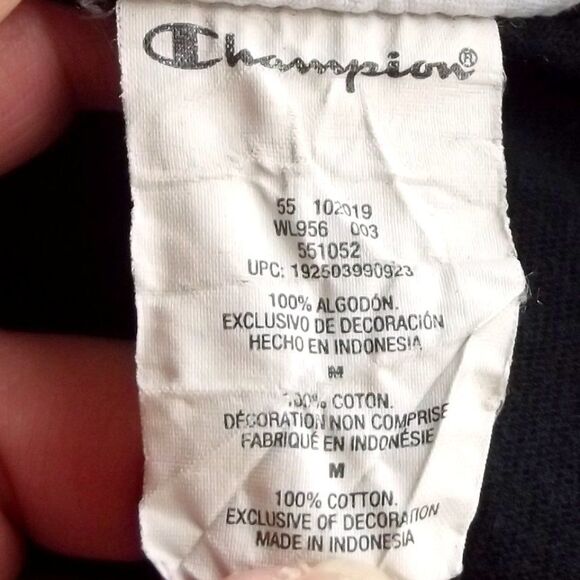 Champion®
55 102019
WL956 003
551052
UPC: 192503990923
100% ALGODÓN.
EXCLUSIVO DE DECORACIÓN
HECHO EN INDONESIA
M
100% COTON.
DÉCORATION NON COMPRISE
FABRIQUÉ EN INDONÉSIE
M
100% COTTON.
EXCLUSIVE OF DECORATION
MADE IN INDONESIA